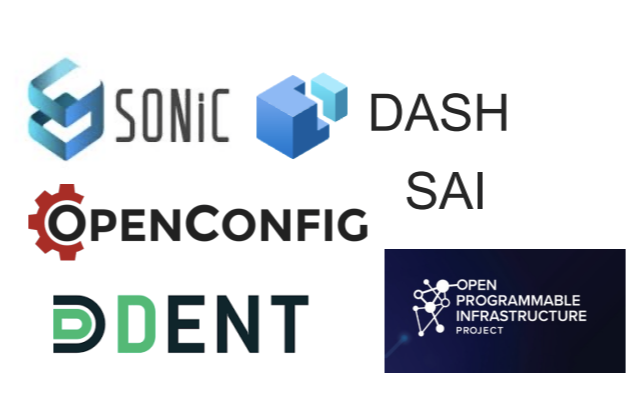 SONiC
DASH
SAI
OPENCONFIG
DENT
OPEN
PROGRAMMABLE
INFRASTRUCTURE
PROJECT